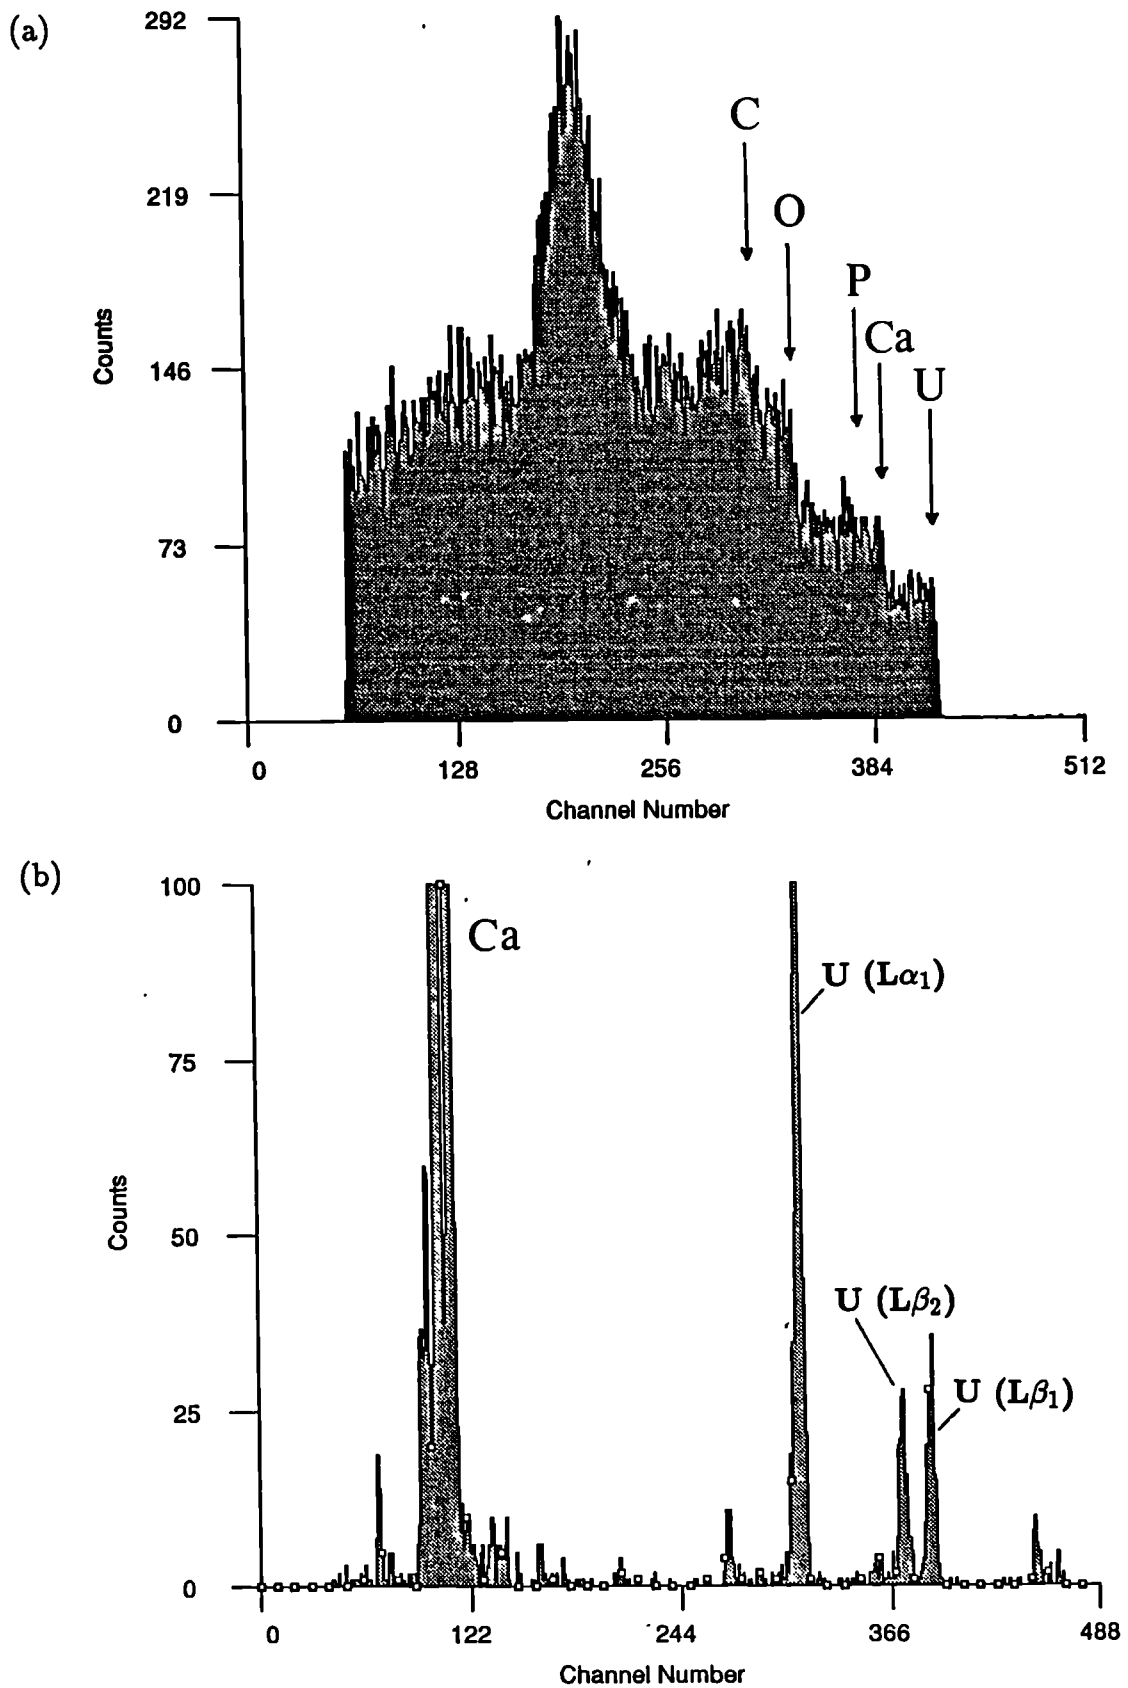 (a)
292
219
146
73
0
Counts
C
O
P
Ca
U
0 128 256 384 512
Channel Number
(b)
100
75
50
25
0
Counts
Ca
U (Lα₁)
U (Lβ₂)
U (Lβ₁)
0 122 244 366 488
Channel Number